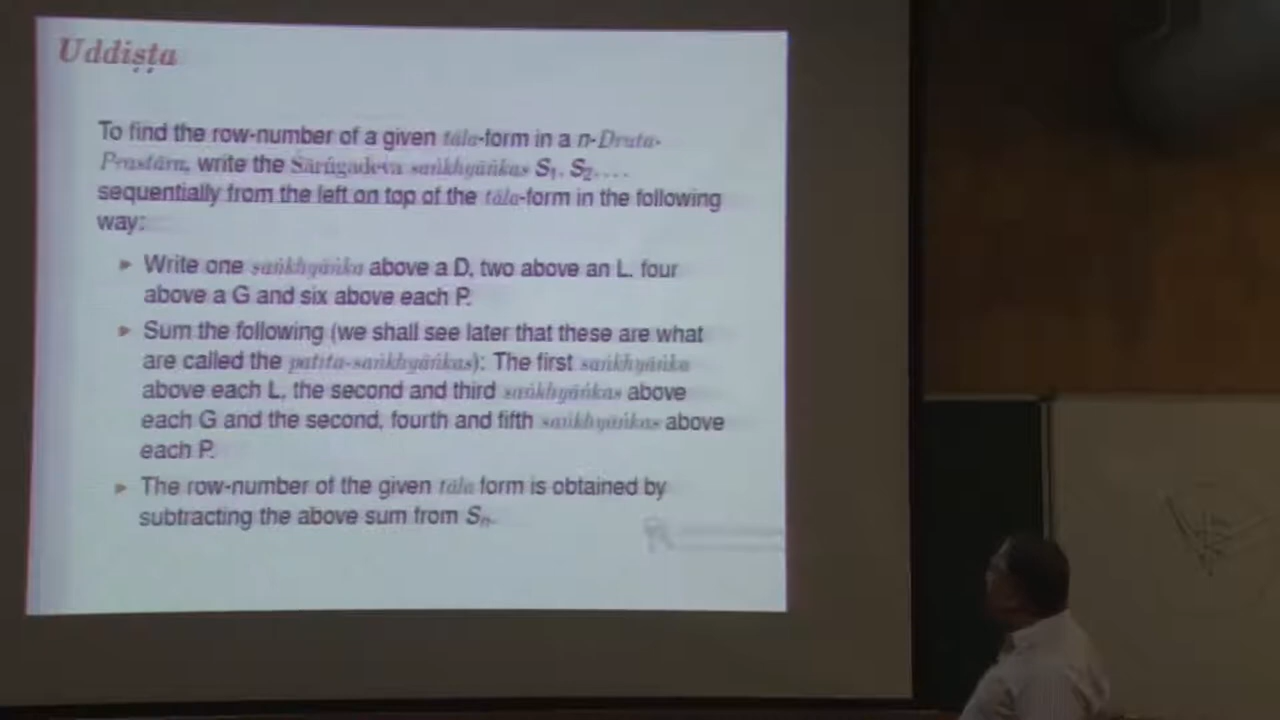 Uddiṣṭa
To find the row-number of a given tāla-form in a n-Druta-
Prastāra, write the Śārṅgadeva saṅkhyāṅkas S₁, S₂, ....
sequentially from the left on top of the tāla-form in the following
way:
▸ Write one saṅkhyāṅka above a D, two above an L, four
above a G and six above each P.
▸ Sum the following (we shall see later that these are what
are called the patita-saṅkhyāṅkas): The first saṅkhyāṅka
above each L, the second and third saṅkhyāṅkas above
each G and the second, fourth and fifth saṅkhyāṅkas above
each P.
▸ The row-number of the given tāla form is obtained by
subtracting the above sum from Sₙ.